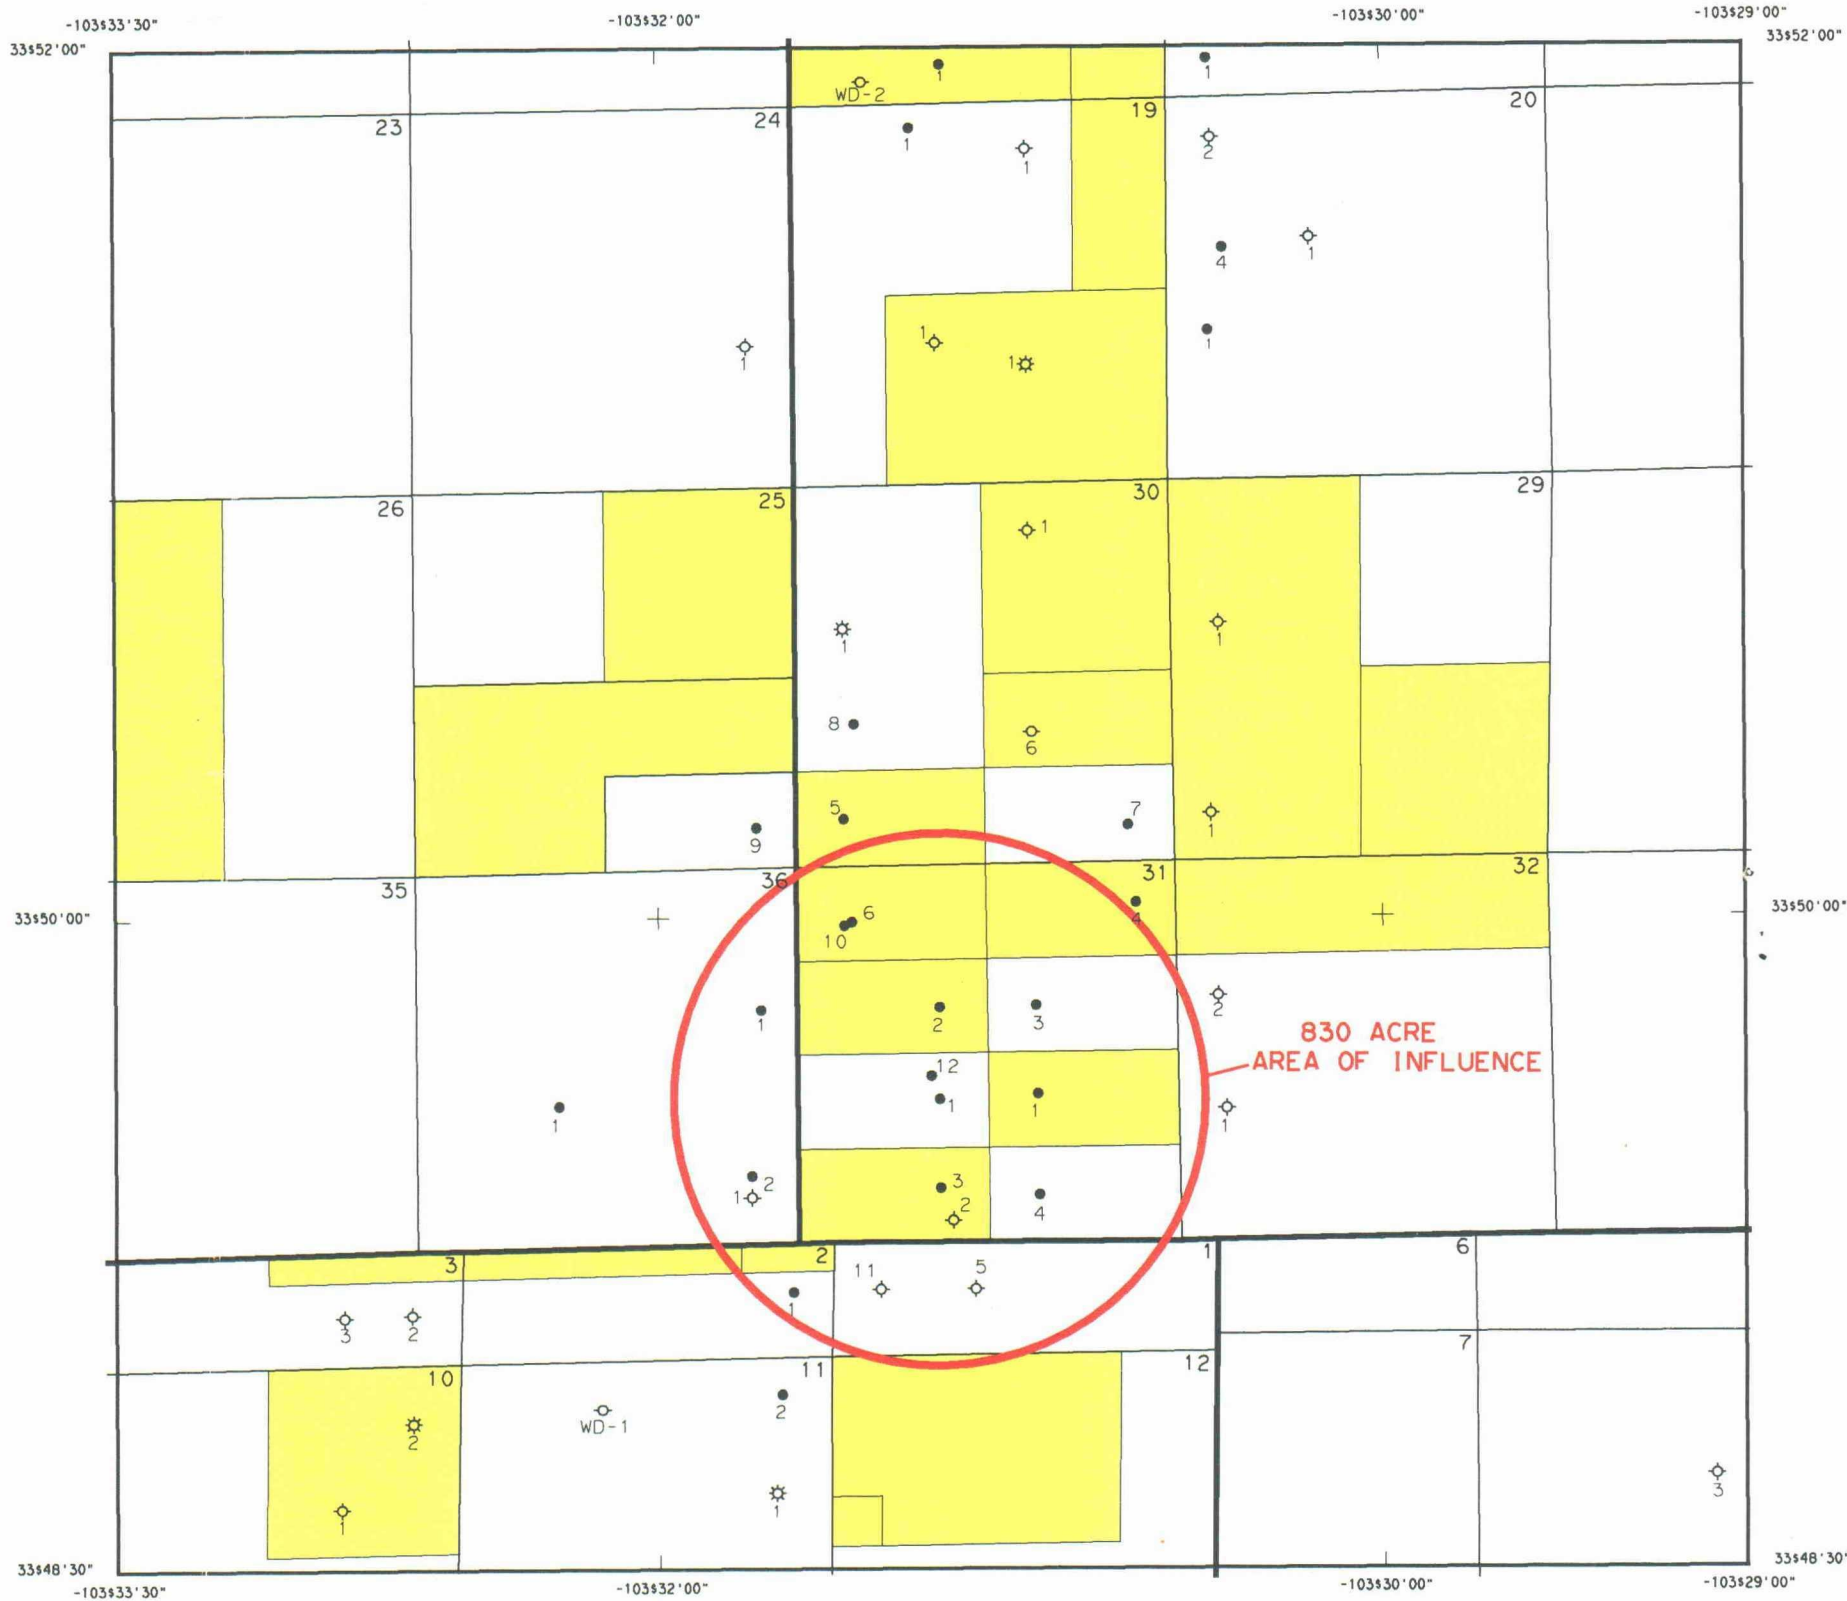 -103$33'30" -103$32'00" -103$30'00" -103$29'00"
33$52'00" 33$52'00"
1 1
WD-2
23 24 19 20
1 1 2
4 1
1
1 1
1
26 25 30 29
1
1 1
8
6
5 7 1
9
35 36 31 32
33$50'00" 6 4 33$50'00"
10
1 2 3 2
830 ACRE
AREA OF INFLUENCE
12
1 1 1
1
2 3
1 2 4
3 2 1 6
11 5
1
3 2 7
10 11 12
2
WD-1
2
1 1 3
33$48'30" 33$48'30"
-103$33'30" -103$32'00" -103$30'00" -103$29'00"